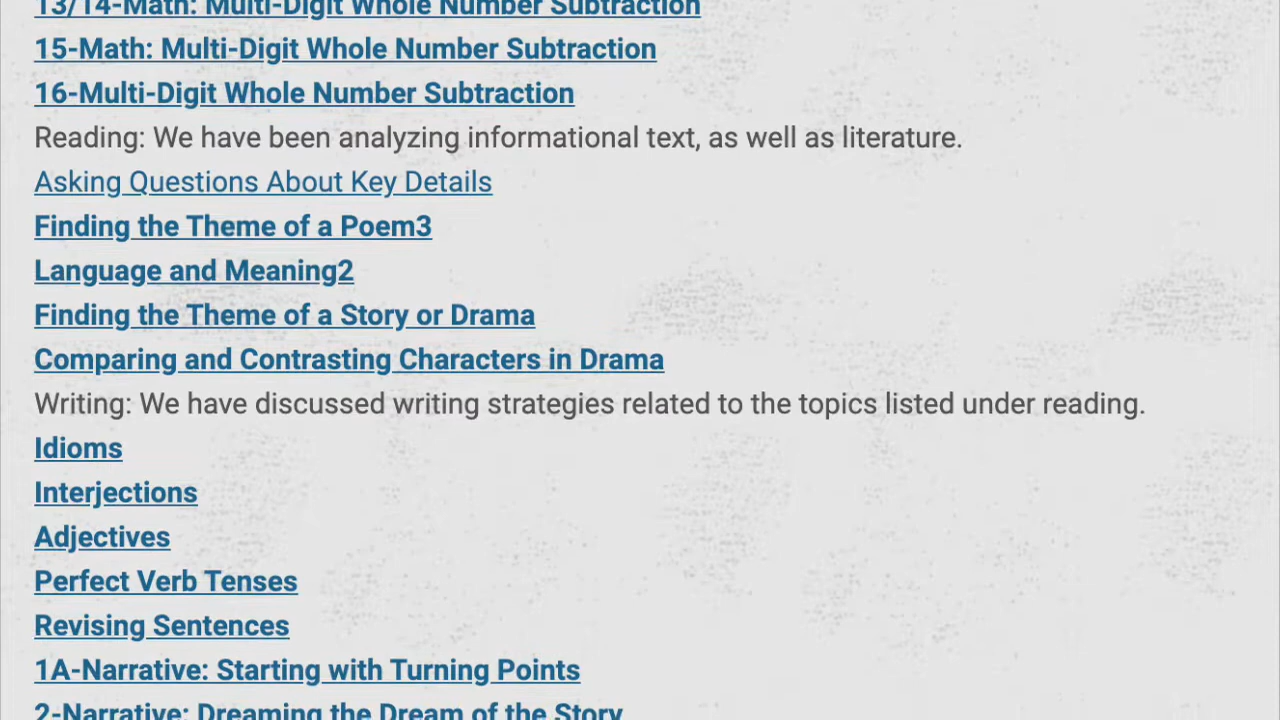 13/14-Math: Multi-Digit Whole Number Subtraction
15-Math: Multi-Digit Whole Number Subtraction
16-Multi-Digit Whole Number Subtraction
Reading: We have been analyzing informational text, as well as literature.
Asking Questions About Key Details
Finding the Theme of a Poem3
Language and Meaning2
Finding the Theme of a Story or Drama
Comparing and Contrasting Characters in Drama
Writing: We have discussed writing strategies related to the topics listed under reading.
Idioms
Interjections
Adjectives
Perfect Verb Tenses
Revising Sentences
1A-Narrative: Starting with Turning Points
2-Narrative: Dreaming the Dream of the Story